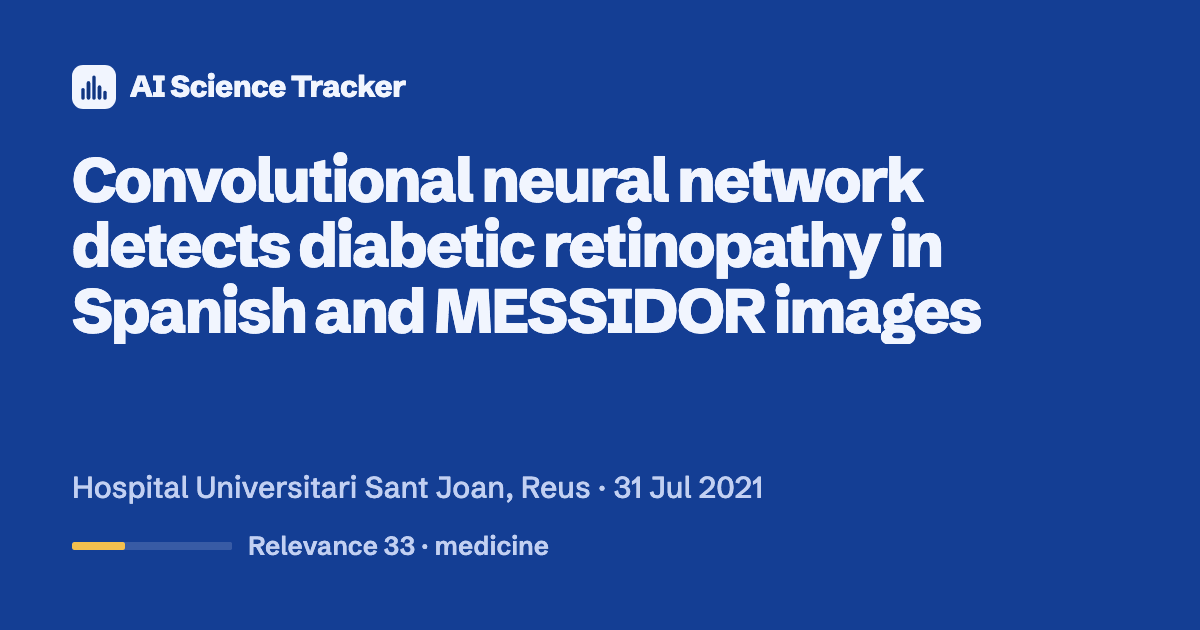 AI Science Tracker
Convolutional neural network
detects diabetic retinopathy in
Spanish and MESSIDOR images
Hospital Universitari Sant Joan, Reus · 31 Jul 2021
Relevance 33 · medicine